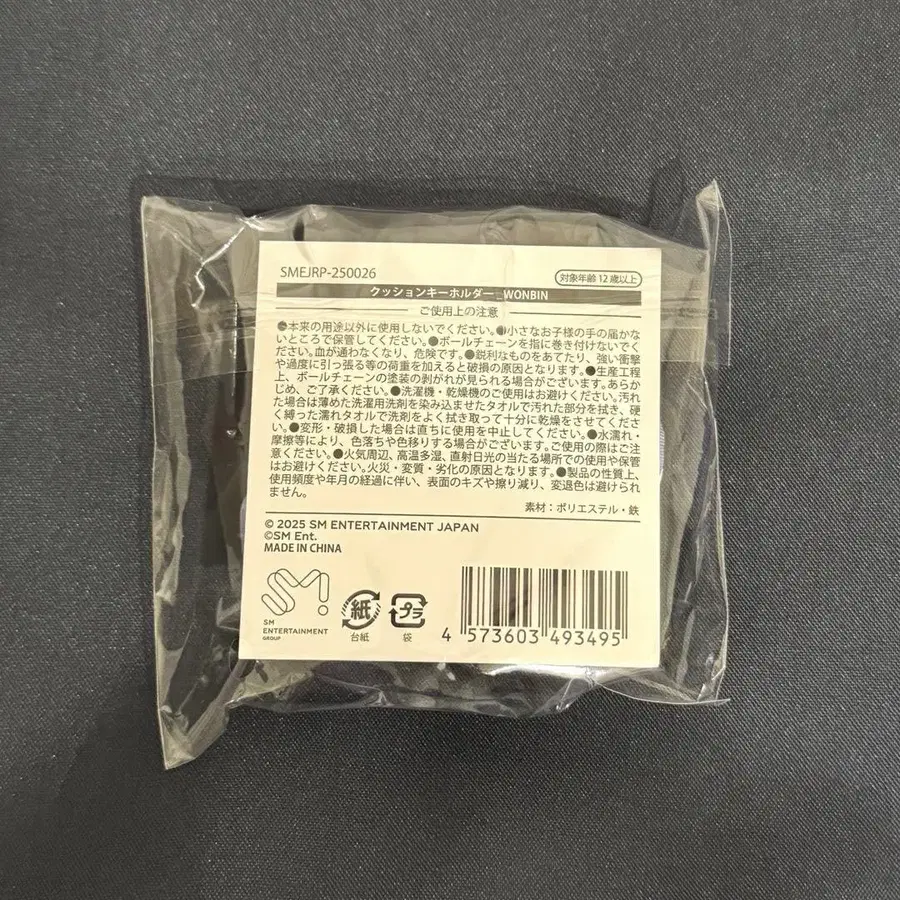 SMEJRP-250026
対象年齢12歳以上
クッションキーホルダー_WONBIN
ご使用上の注意
●本来の用途以外に使用しないでください。●小さなお子様の手の届かな
いところで保管してください。●ボールチェーンを指に巻き付けないでく
ださい。血が通わなくなり、危険です。●鋭利なものをあてたり、強い衝撃
や過度に引っ張る等の荷重を加えると破損の原因となります。●生産工程
上、ボールチェーンの塗装の剥がれが見られる場合がございます。あらか
じめ、ご了承ください。●洗濯機・乾燥機のご使用はお避けください。汚れ
た場合は薄めた洗濯用洗剤を染み込ませたタオルで汚れた部分を拭き、硬
く縛った濡れタオルで洗剤をよく拭き取って十分に乾燥をさせてくださ
い。●変形・破損した場合は直ちに使用を中止してください。●水濡れ・
摩擦等により、色落ちや色移りする場合がございます。ご使用の際はご注
意ください。●火気周辺、高温多湿、直射日光の当たる場所での使用や保管
はお避けください。火災・変質・劣化の原因となります。●製品の性質上、
使用頻度や年月の経過に伴い、表面のキズや擦り減り、変退色は避けられ
ません。
素材：ポリエステル・鉄
© 2025 SM ENTERTAINMENT JAPAN
©SM Ent.
MADE IN CHINA
SM
ENTERTAINMENT
GROUP
紙
台紙
プラ
袋
4 573603 493495